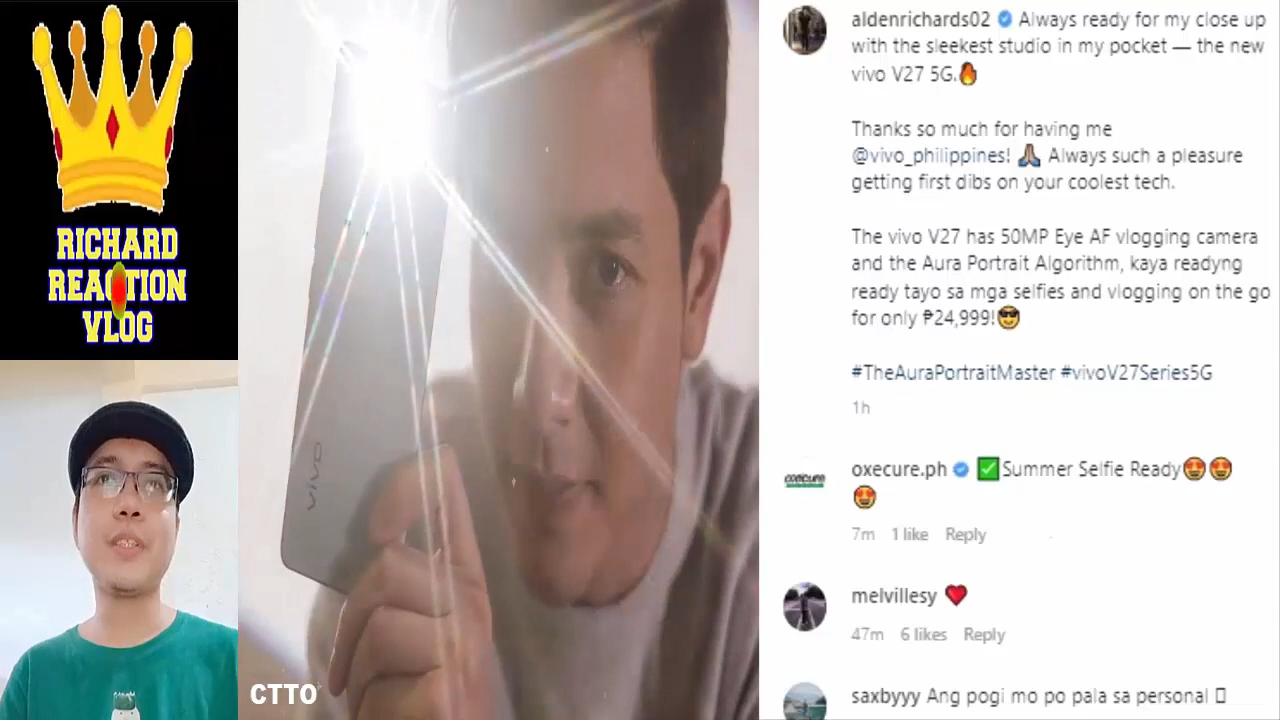 RICHARD
REACTION
VLOG
vivo
CTTO
aldenrichards02 Always ready for my close up
with the sleekest studio in my pocket — the new
vivo V27 5G.🔥
Thanks so much for having me
@vivo_philippines! 🙏🏽 Always such a pleasure
getting first dibs on your coolest tech.
The vivo V27 has 50MP Eye AF vlogging camera
and the Aura Portrait Algorithm, kaya readyng
ready tayo sa mga selfies and vlogging on the go
for only ₱24,999!😎
#TheAuraPortraitMaster #vivoV27Series5G
1h
oxecure.ph ✅Summer Selfie Ready😍😍
😍
7m 1 like Reply
melvillesy ❤️
47m 6 likes Reply
saxbyyy Ang pogi mo po pala sa personal